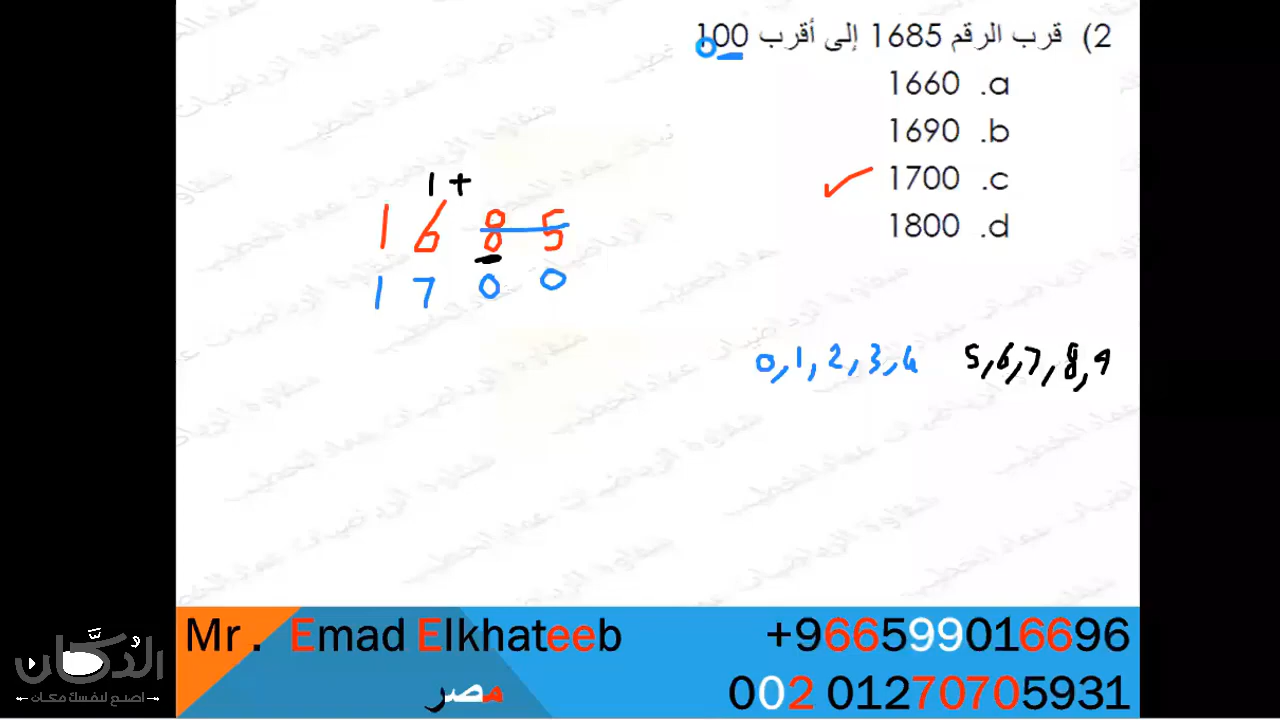 2) قرب الرقم 1685 إلى أقرب 100
a. 1660
b. 1690
c. 1700
d. 1800
1 +
1 6 8 5
1 7 0 0
0, 1, 2, 3, 4 5, 6, 7, 8, 9
Mr. Emad Elkhateeb +966599016696
مصر 002 01270705931
الدكان
اصنع لنفسك مكان